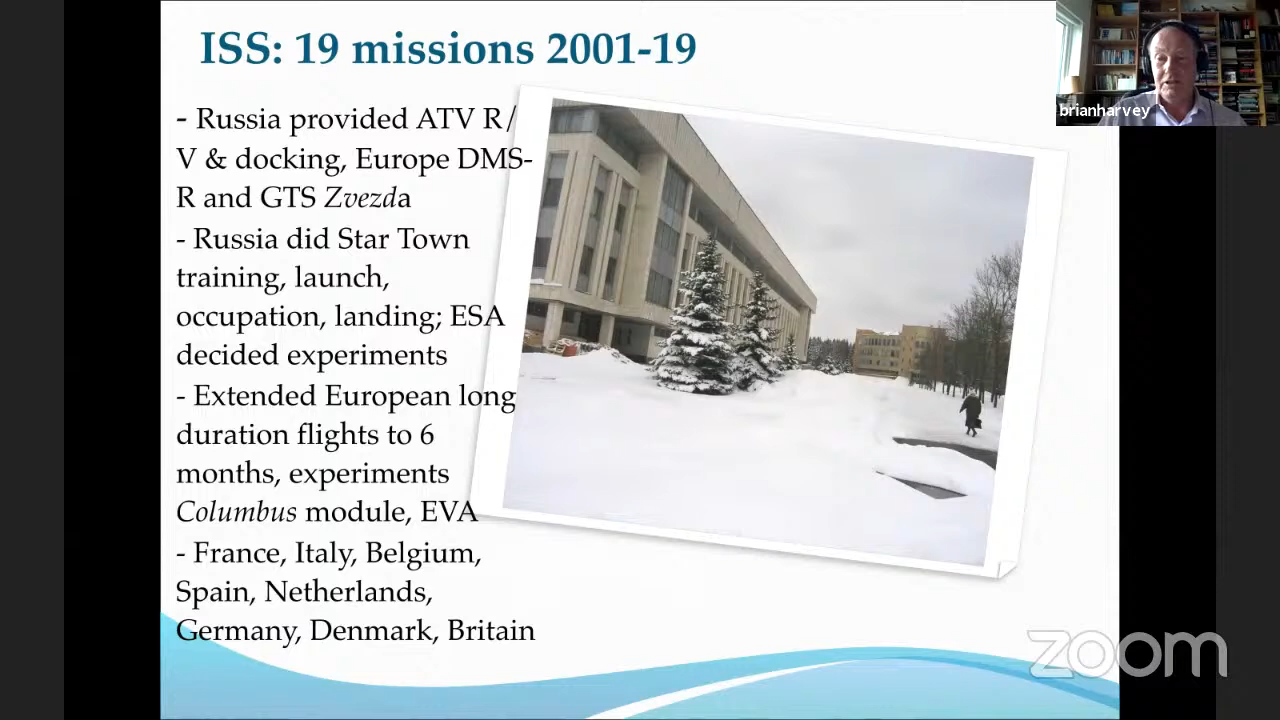 ISS: 19 missions 2001-19
- Russia provided ATV R/
V & docking, Europe DMS-
R and GTS Zvezda
- Russia did Star Town
training, launch,
occupation, landing; ESA
decided experiments
- Extended European long
duration flights to 6
months, experiments
Columbus module, EVA
- France, Italy, Belgium,
Spain, Netherlands,
Germany, Denmark, Britain
brianharvey
zoom